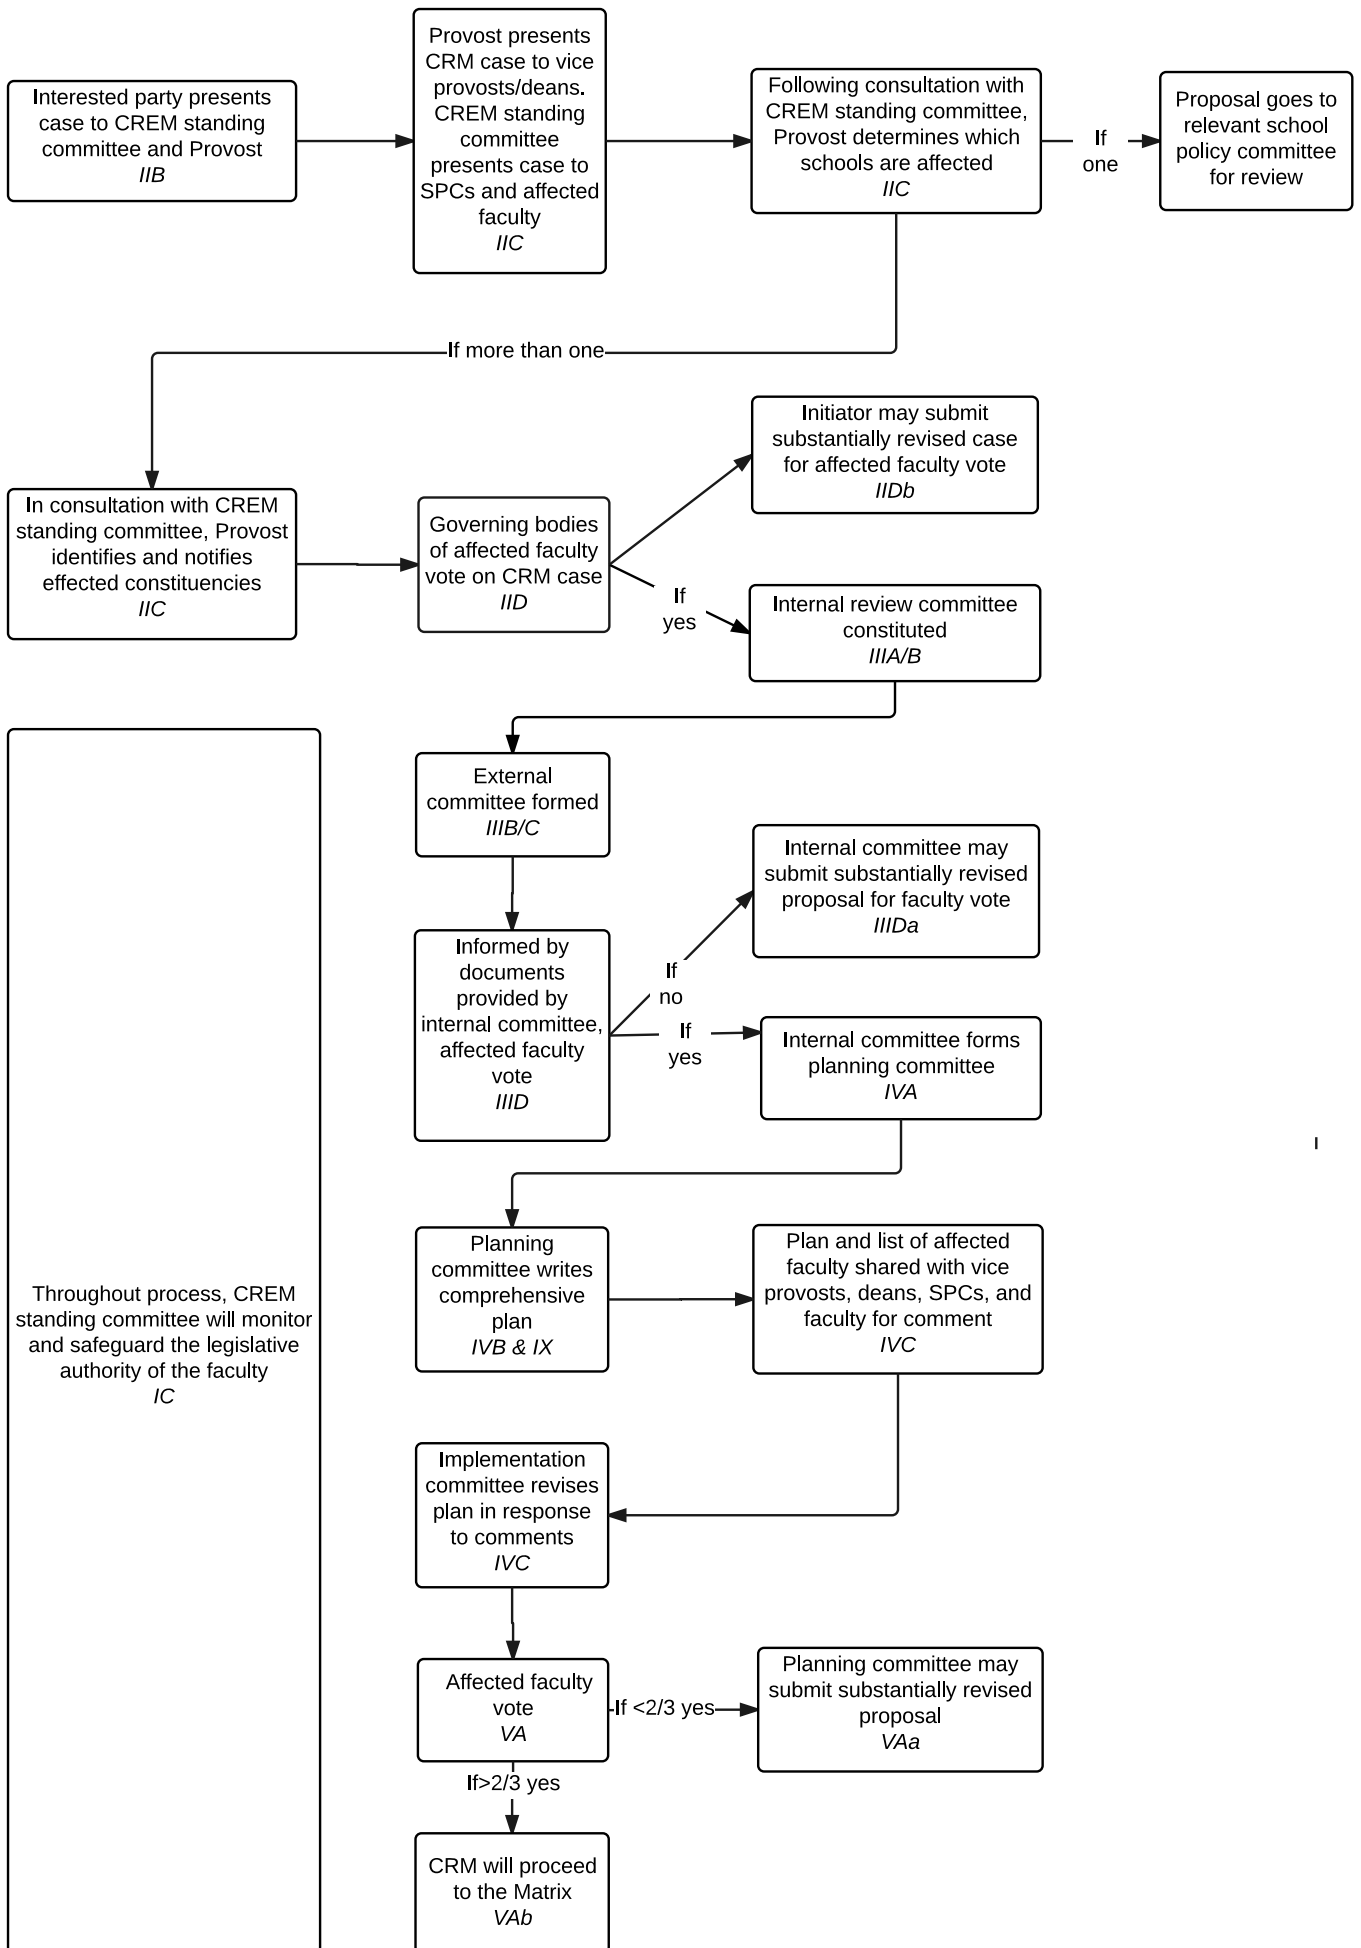 Interested party presents
case to CREM standing
committee and Provost
IIB
Provost presents
CRM case to vice
provosts/deans.
CREM standing
committee
presents case to
SPCs and affected
faculty
IIC
Following consultation with
CREM standing committee,
Provost determines which
schools are affected
IIC
If
one
Proposal goes to
relevant school
policy committee
for review
If more than one
In consultation with CREM
standing committee, Provost
identifies and notifies
effected constituencies
IIC
Governing bodies
of affected faculty
vote on CRM case
IID
Initiator may submit
substantially revised case
for affected faculty vote
IIDb
If
yes
Internal review committee
constituted
IIIA/B
External
committee formed
IIIB/C
Informed by
documents
provided by
internal committee,
affected faculty
vote
IIID
If
no
Internal committee may
submit substantially revised
proposal for faculty vote
IIIDa
If
yes
Internal committee forms
planning committee
IVA
Throughout process, CREM
standing committee will monitor
and safeguard the legislative
authority of the faculty
IC
Planning
committee writes
comprehensive
plan
IVB & IX
Plan and list of affected
faculty shared with vice
provosts, deans, SPCs, and
faculty for comment
IVC
Implementation
committee revises
plan in response
to comments
IVC
Affected faculty
vote
VA
If <2/3 yes
Planning committee may
submit substantially revised
proposal
VAa
If>2/3 yes
CRM will proceed
to the Matrix
VAb